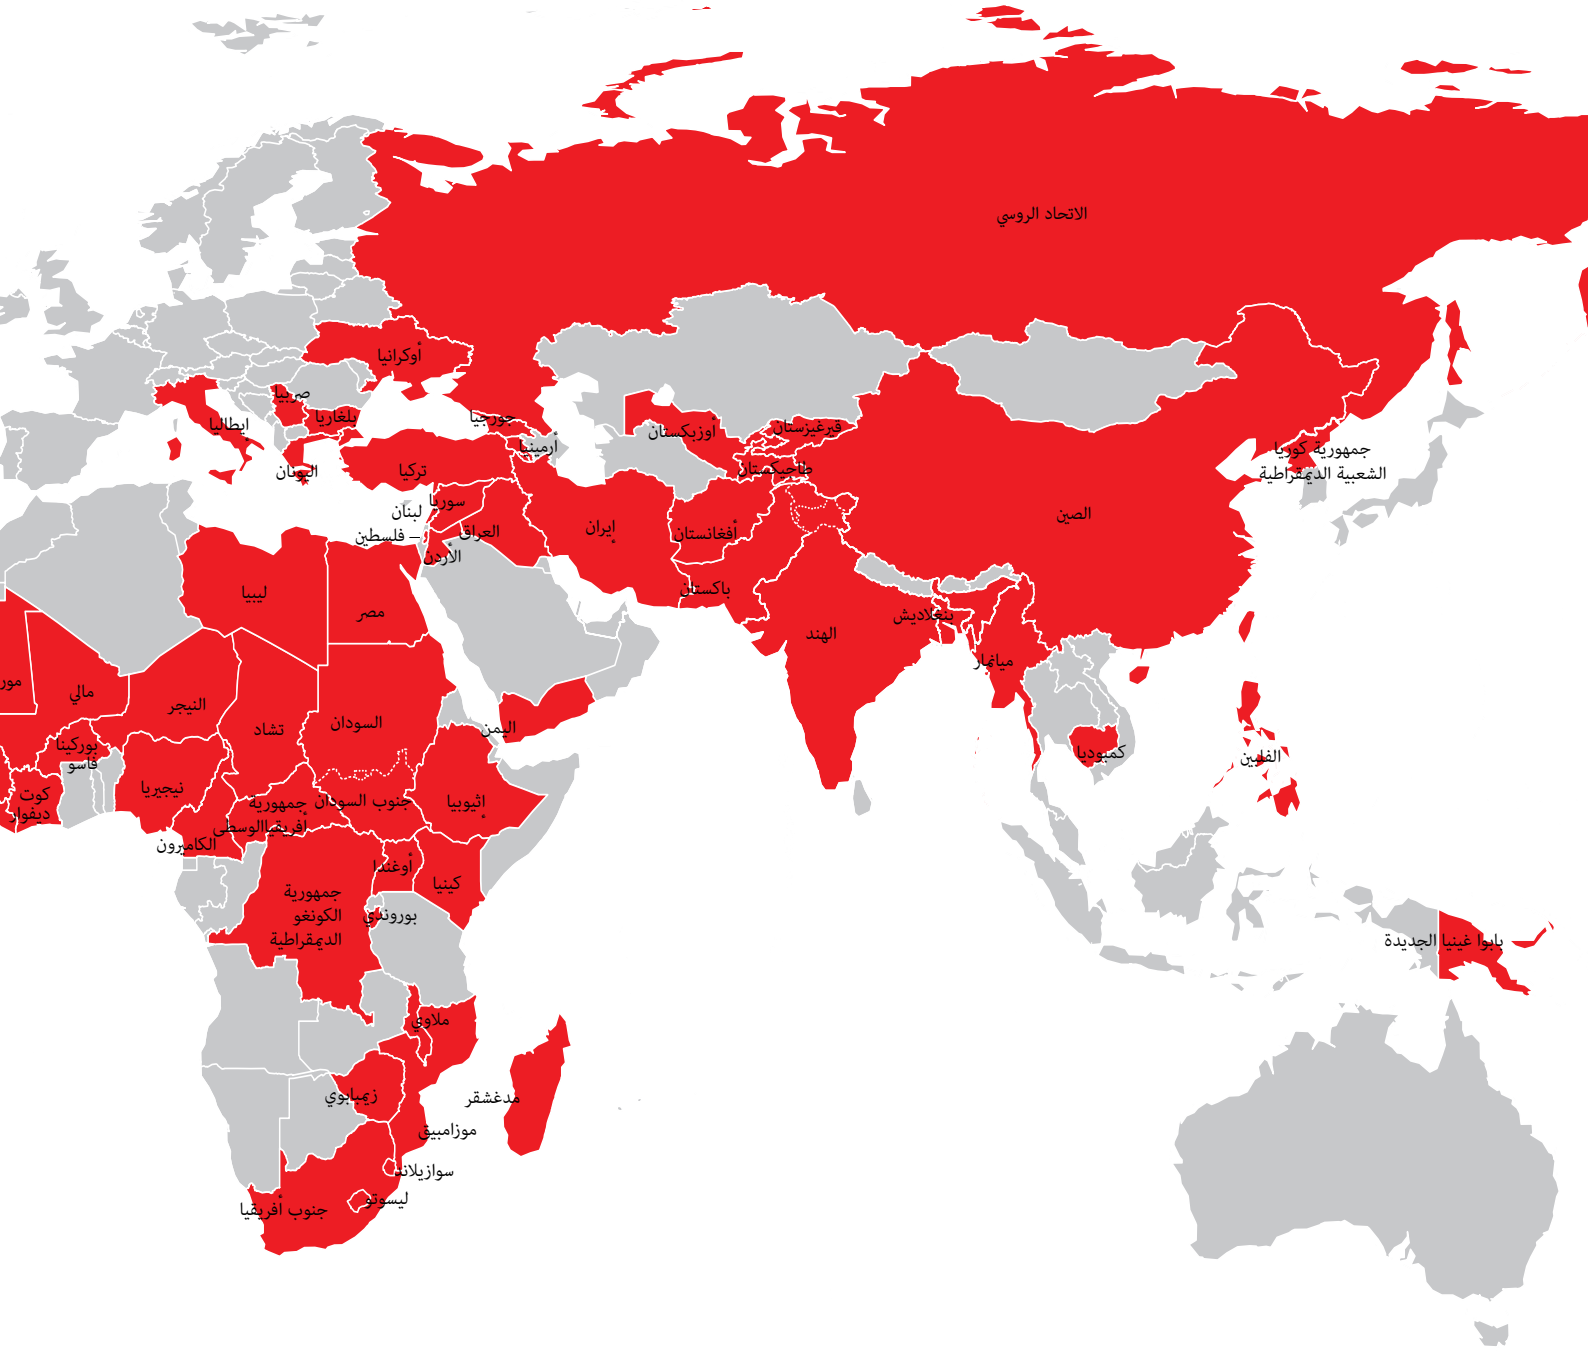 الاتحاد الروسي
أوكرانيا
صربيا
بلغاريا
إيطاليا
اليونان
جورجيا
أرمينيا
تركيا
أوزبكستان
قيرغيزستان
طاجيكستان
جمهورية كوريا
الشعبية الديمقراطية
الصين
سوريا
لبنان
فلسطين –
العراق
الأردن
إيران
أفغانستان
باكستان
ليبيا
مصر
الهند
بنغلاديش
ميانمار
مور
مالي
النيجر
تشاد
السودان
اليمن
بوركينا
فاسو
كمبوديا
الفلبين
كوت
ديفوار
نيجيريا
جمهورية
أفريقياالوسطى
جنوب السودان
إثيوبيا
الكاميرون
أوغندا
كينيا
جمهورية
الكونغو
الديمقراطية
بوروندي
بابوا غينيا الجديدة
ملاوي
زيمبابوي
مدغشقر
موزامبيق
سوازيلاند
ليسوتو
جنوب أفريقيا